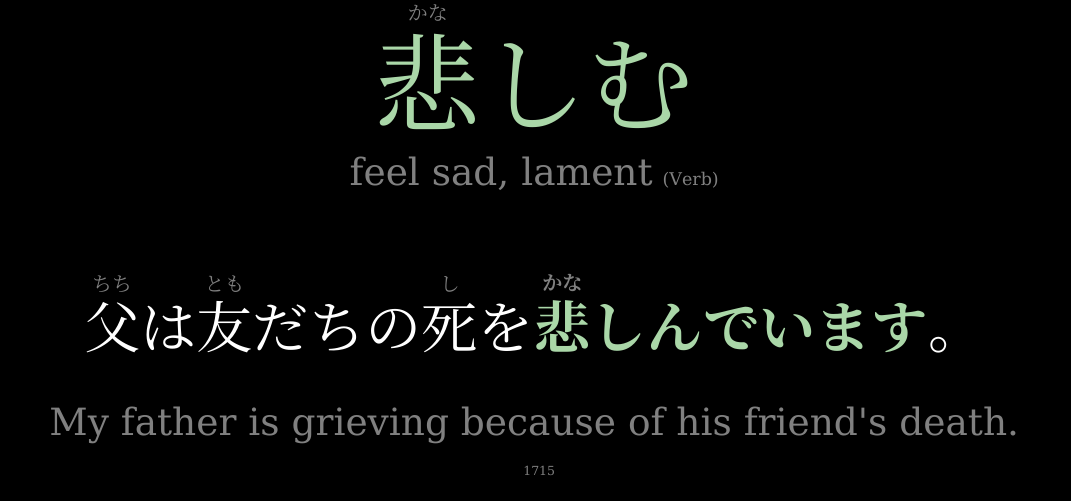 かな
悲しむ
feel sad, lament (Verb)
ちち とも し かな
父は友だちの死を悲しんでいます。
My father is grieving because of his friend's death.
1715